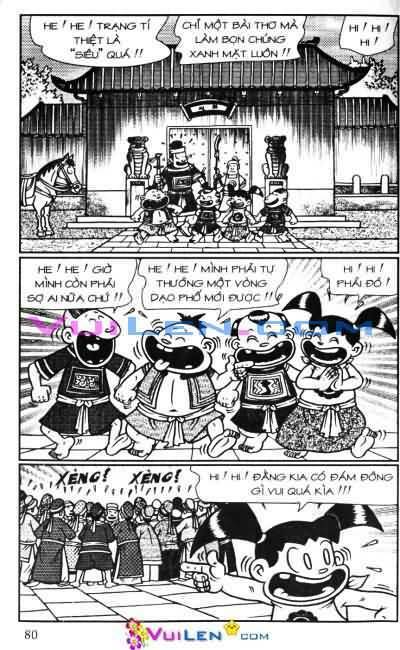 HE! HE! TRẠNG TÍ
THIỆT LÀ
"SIÊU" QUÁ!!
CHỈ MỘT BÀI THƠ MÀ
LÀM BỌN CHÚNG
XANH MẶT LUÔN!!
HI! HI!
HI!
HE! HE! GIỜ
MÌNH CÒN PHẢI
SỢ AI NỮA CHỨ!!
HE! HE! MÌNH PHẢI TỰ
THƯỞNG MỘT VÒNG
DẠO PHỐ MỚI ĐƯỢC!!
HI! HI!
PHẢI ĐÓ!
VUILEN.COM
XÈNG! XÈNG!
HI! HI! ĐẰNG KIA CÓ ĐÁM ĐÔNG
GÌ VUI QUÁ KÌA!!!
80
VUILEN.COM